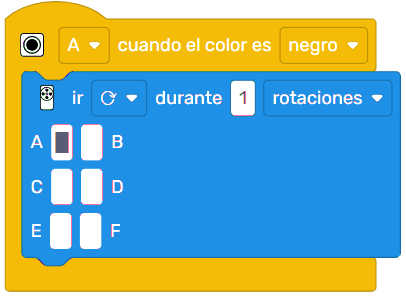 A cuando el color es negro
ir durante 1 rotaciones
A B
C D
E F